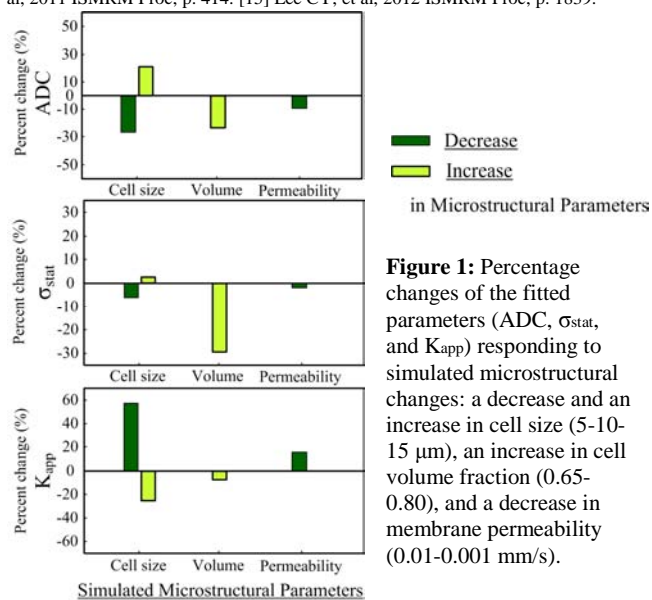 al, 2011 ISMRM Proc, p. 414. [15] Lee CY, et al, 2012 ISMRM Proc, p. 1839.
Percent change (%)
ADC
50
30
10
0
-10
-30
-50
Cell size Volume Permeability
Percent change (%)
σstat
30
20
10
0
-10
-20
-30
Cell size Volume Permeability
Percent change (%)
Kapp
60
40
20
0
-20
-40
-60
Cell size Volume Permeability
Simulated Microstructural Parameters
Decrease
Increase
in Microstructural Parameters
Figure 1: Percentage
changes of the fitted
parameters (ADC, σstat,
and Kapp) responding to
simulated microstructural
changes: a decrease and an
increase in cell size (5-10-
15 μm), an increase in cell
volume fraction (0.65-
0.80), and a decrease in
membrane permeability
(0.01-0.001 mm/s).